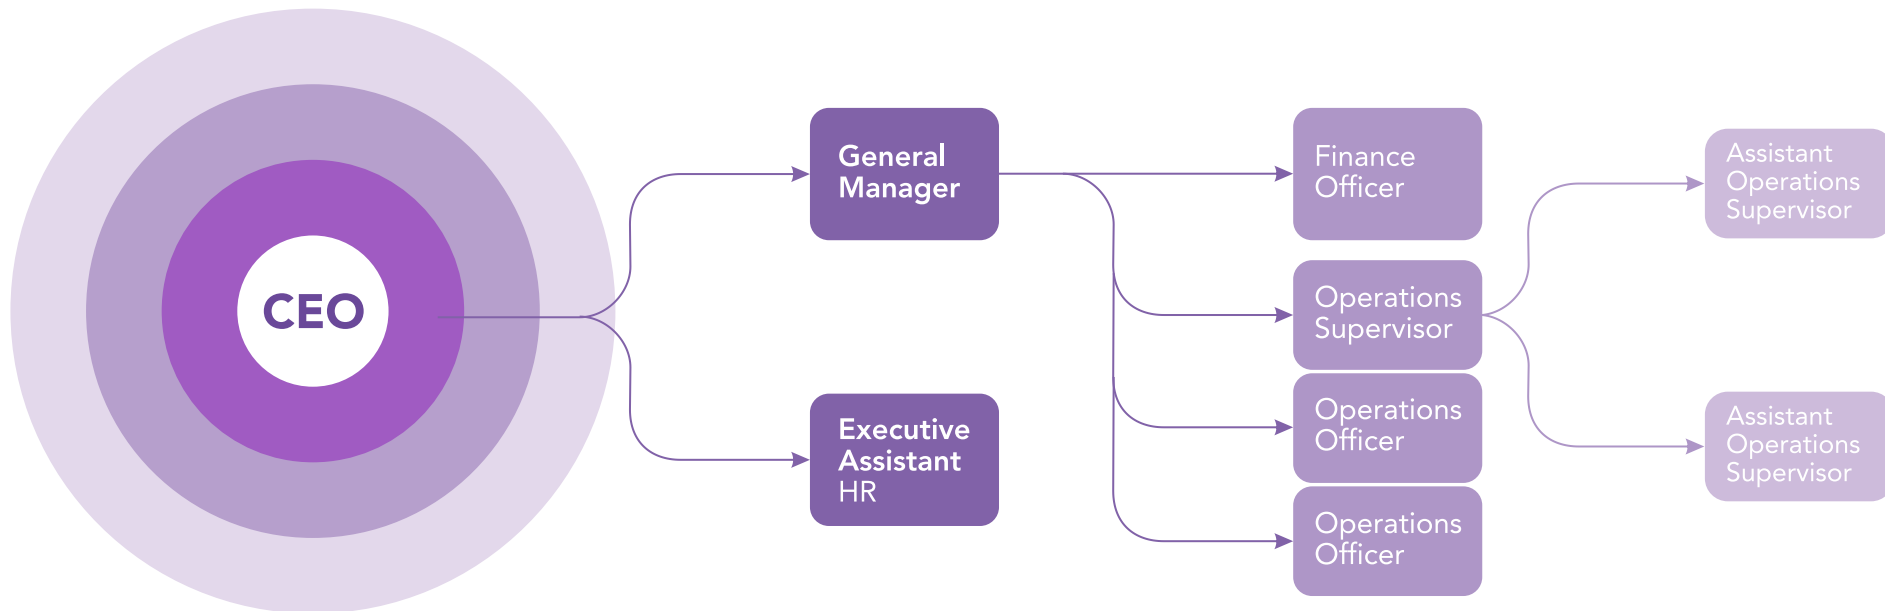 CEO
General
Manager
Executive
Assistant
HR
Finance
Officer
Operations
Supervisor
Operations
Officer
Operations
Officer
Assistant
Operations
Supervisor
Assistant
Operations
Supervisor